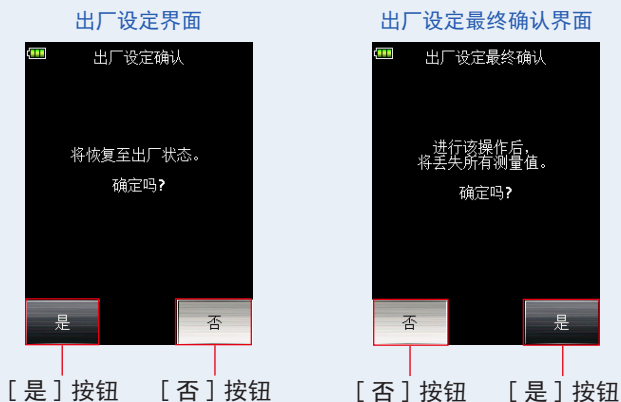 出厂设定界面
出厂设定确认
将恢复至出厂状态。
确定吗?
是
否
[ 是 ] 按钮
[ 否 ] 按钮
出厂设定最终确认界面
出厂设定最终确认
进行该操作后,
将丢失所有测量值。
确定吗?
否
是
[ 否 ] 按钮
[ 是 ] 按钮